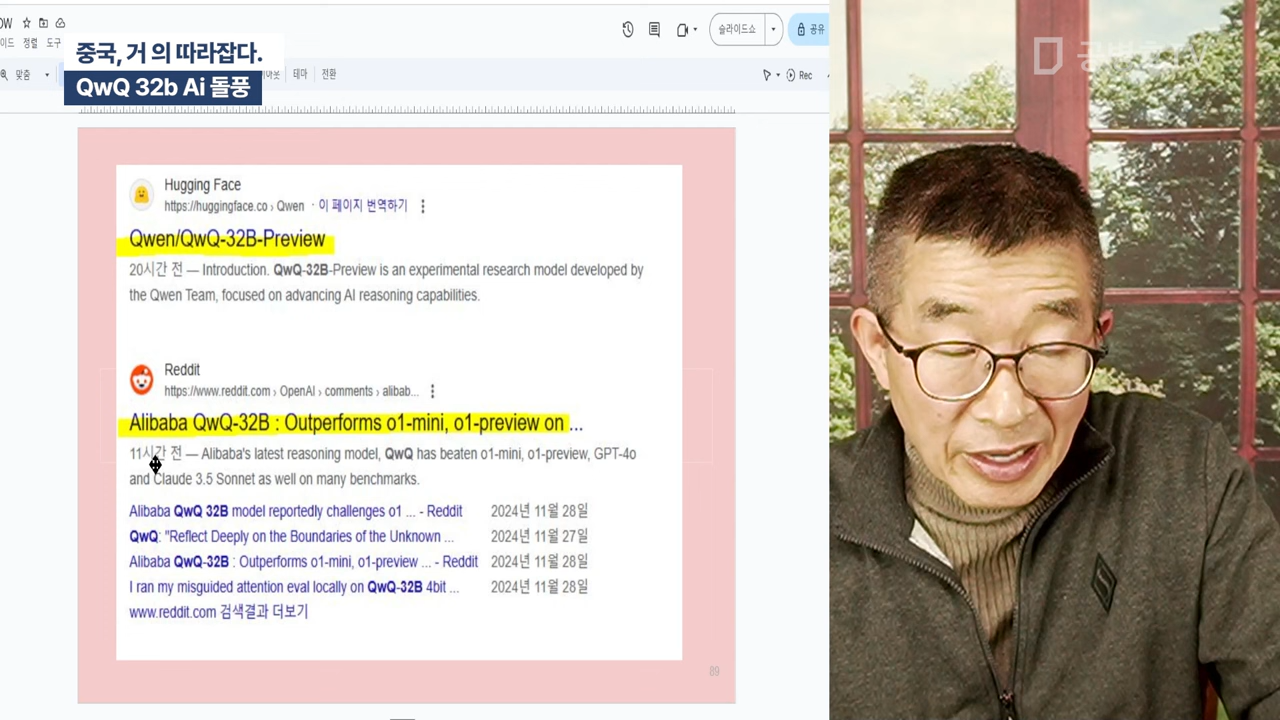 OW
이드 정렬 도구
중국, 거 의 따라잡다.
QwQ 32b Ai 돌풍
슬라이드쇼
공유
맞춤
테마
전환
Rec
Hugging Face
https://huggingface.co › Qwen · 이 페이지 번역하기
Qwen/QwQ-32B-Preview
20시간 전 — Introduction. QwQ-32B-Preview is an experimental research model developed by
the Qwen Team, focused on advancing AI reasoning capabilities.
Reddit
https://www.reddit.com › OpenAI › comments › alibab...
Alibaba QwQ-32B : Outperforms o1-mini, o1-preview on ...
11시간 전 — Alibaba's latest reasoning model, QwQ has beaten o1-mini, o1-preview, GPT-4o
and Claude 3.5 Sonnet as well on many benchmarks.
Alibaba QwQ 32B model reportedly challenges o1 ... - Reddit 2024년 11월 28일
QwQ: "Reflect Deeply on the Boundaries of the Unknown ... 2024년 11월 27일
Alibaba QwQ-32B : Outperforms o1-mini, o1-preview ... - Reddit 2024년 11월 28일
I ran my misguided attention eval locally on QwQ-32B 4bit ... 2024년 11월 28일
www.reddit.com 검색결과 더보기
89